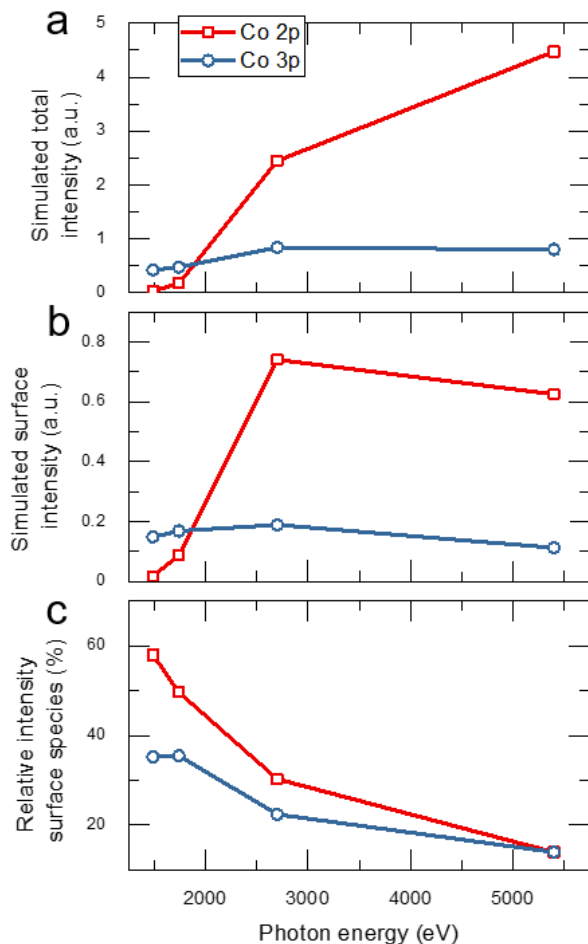 a
Co 2p
Co 3p
Simulated total
intensity (a.u.)
5
4
3
2
1
0
b
Simulated surface
intensity (a.u.)
0.8
0.6
0.4
0.2
0
c
Relative intensity
surface species (%)
60
40
20
2000 3000 4000 5000
Photon energy (eV)